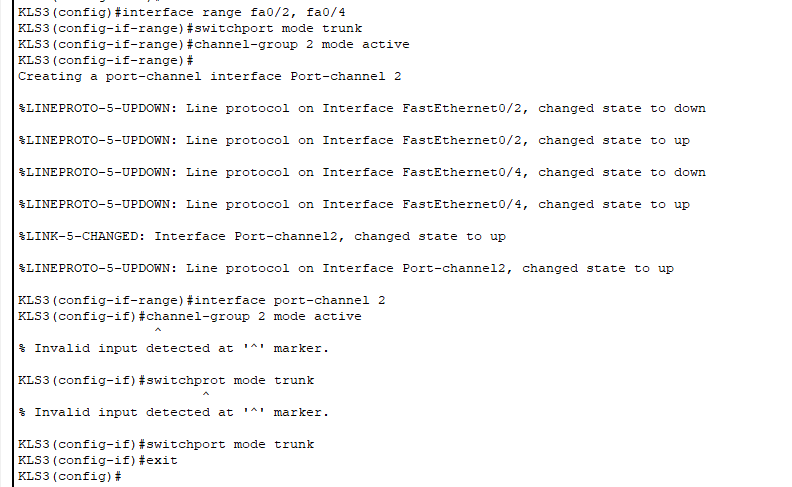 KLS3(config)#interface range fa0/2, fa0/4
KLS3(config-if-range)#switchport mode trunk
KLS3(config-if-range)#channel-group 2 mode active
KLS3(config-if-range)#
Creating a port-channel interface Port-channel 2
%LINEPROTO-5-UPDOWN: Line protocol on Interface FastEthernet0/2, changed state to down
%LINEPROTO-5-UPDOWN: Line protocol on Interface FastEthernet0/2, changed state to up
%LINEPROTO-5-UPDOWN: Line protocol on Interface FastEthernet0/4, changed state to down
%LINEPROTO-5-UPDOWN: Line protocol on Interface FastEthernet0/4, changed state to up
%LINK-5-CHANGED: Interface Port-channel2, changed state to up
%LINEPROTO-5-UPDOWN: Line protocol on Interface Port-channel2, changed state to up
KLS3(config-if-range)#interface port-channel 2
KLS3(config-if)#channel-group 2 mode active
^
% Invalid input detected at '^' marker.
KLS3(config-if)#switchprot mode trunk
^
% Invalid input detected at '^' marker.
KLS3(config-if)#switchport mode trunk
KLS3(config-if)#exit
KLS3(config)#